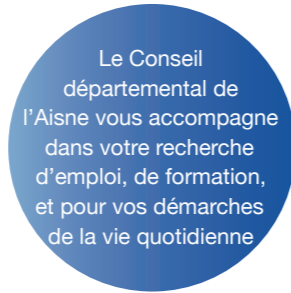 Le Conseil
départemental de
l’Aisne vous accompagne
dans votre recherche
d’emploi, de formation,
et pour vos démarches
de la vie quotidienne